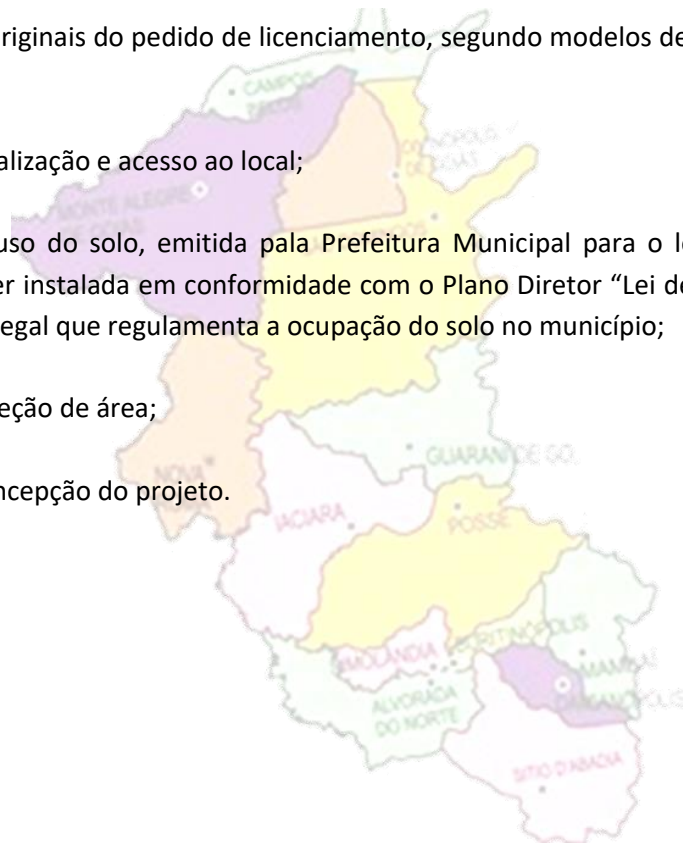 riginais do pedido de licenciamento, segundo modelos de
CAMPOS
BELOS
alização e acesso ao local;
MONTE ALEGRE
DE GOIÁS
uso do solo, emitida pala Prefeitura Municipal para o l
er instalada em conformidade com o Plano Diretor “Lei de
egal que regulamenta a ocupação do solo no município;
eção de área;
GUARANI DE GO.
NOVA
ncepção do projeto.
IACIARA
POSSE
BURITINÓPOLIS
SIMOLÂNDIA
MAMBAÍ
DAMIANÓPOLIS
ALVORADA
DO NORTE
SITIO D'ABADIA